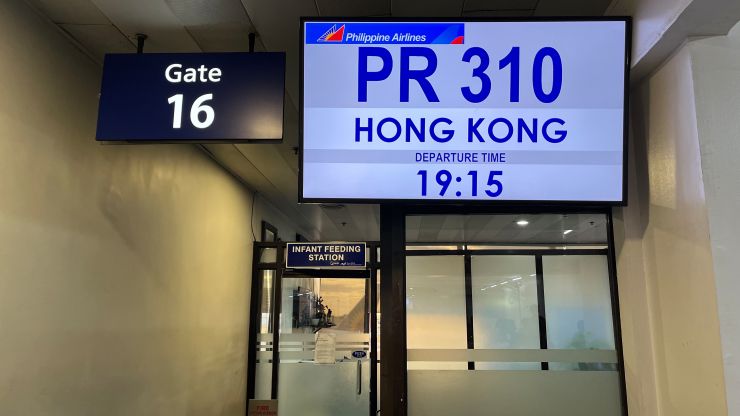 Gate
16
Philippine Airlines
PR 310
HONG KONG
DEPARTURE TIME
19:15
INFANT FEEDING
STATION